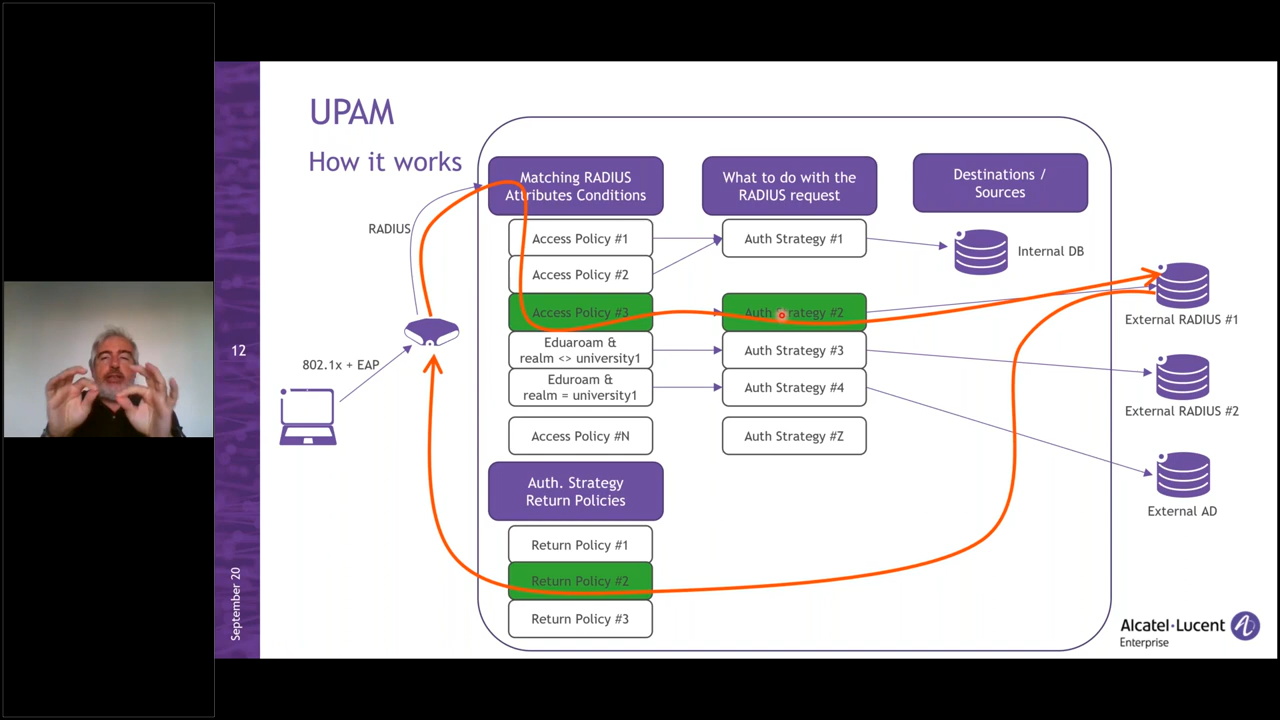 UPAM
How it works
Matching RADIUS
Attributes Conditions
What to do with the
RADIUS request
Destinations /
Sources
RADIUS
Access Policy #1
Auth Strategy #1
Internal DB
Access Policy #2
Access Policy #3
Auth Strategy #2
External RADIUS #1
Eduaroam &
realm <> university1
Auth Strategy #3
12
802.1x + EAP
Eduroam &
realm = university1
Auth Strategy #4
External RADIUS #2
Access Policy #N
Auth Strategy #Z
Auth. Strategy
Return Policies
External AD
Return Policy #1
Return Policy #2
Return Policy #3
September 20
Alcatel·Lucent
Enterprise